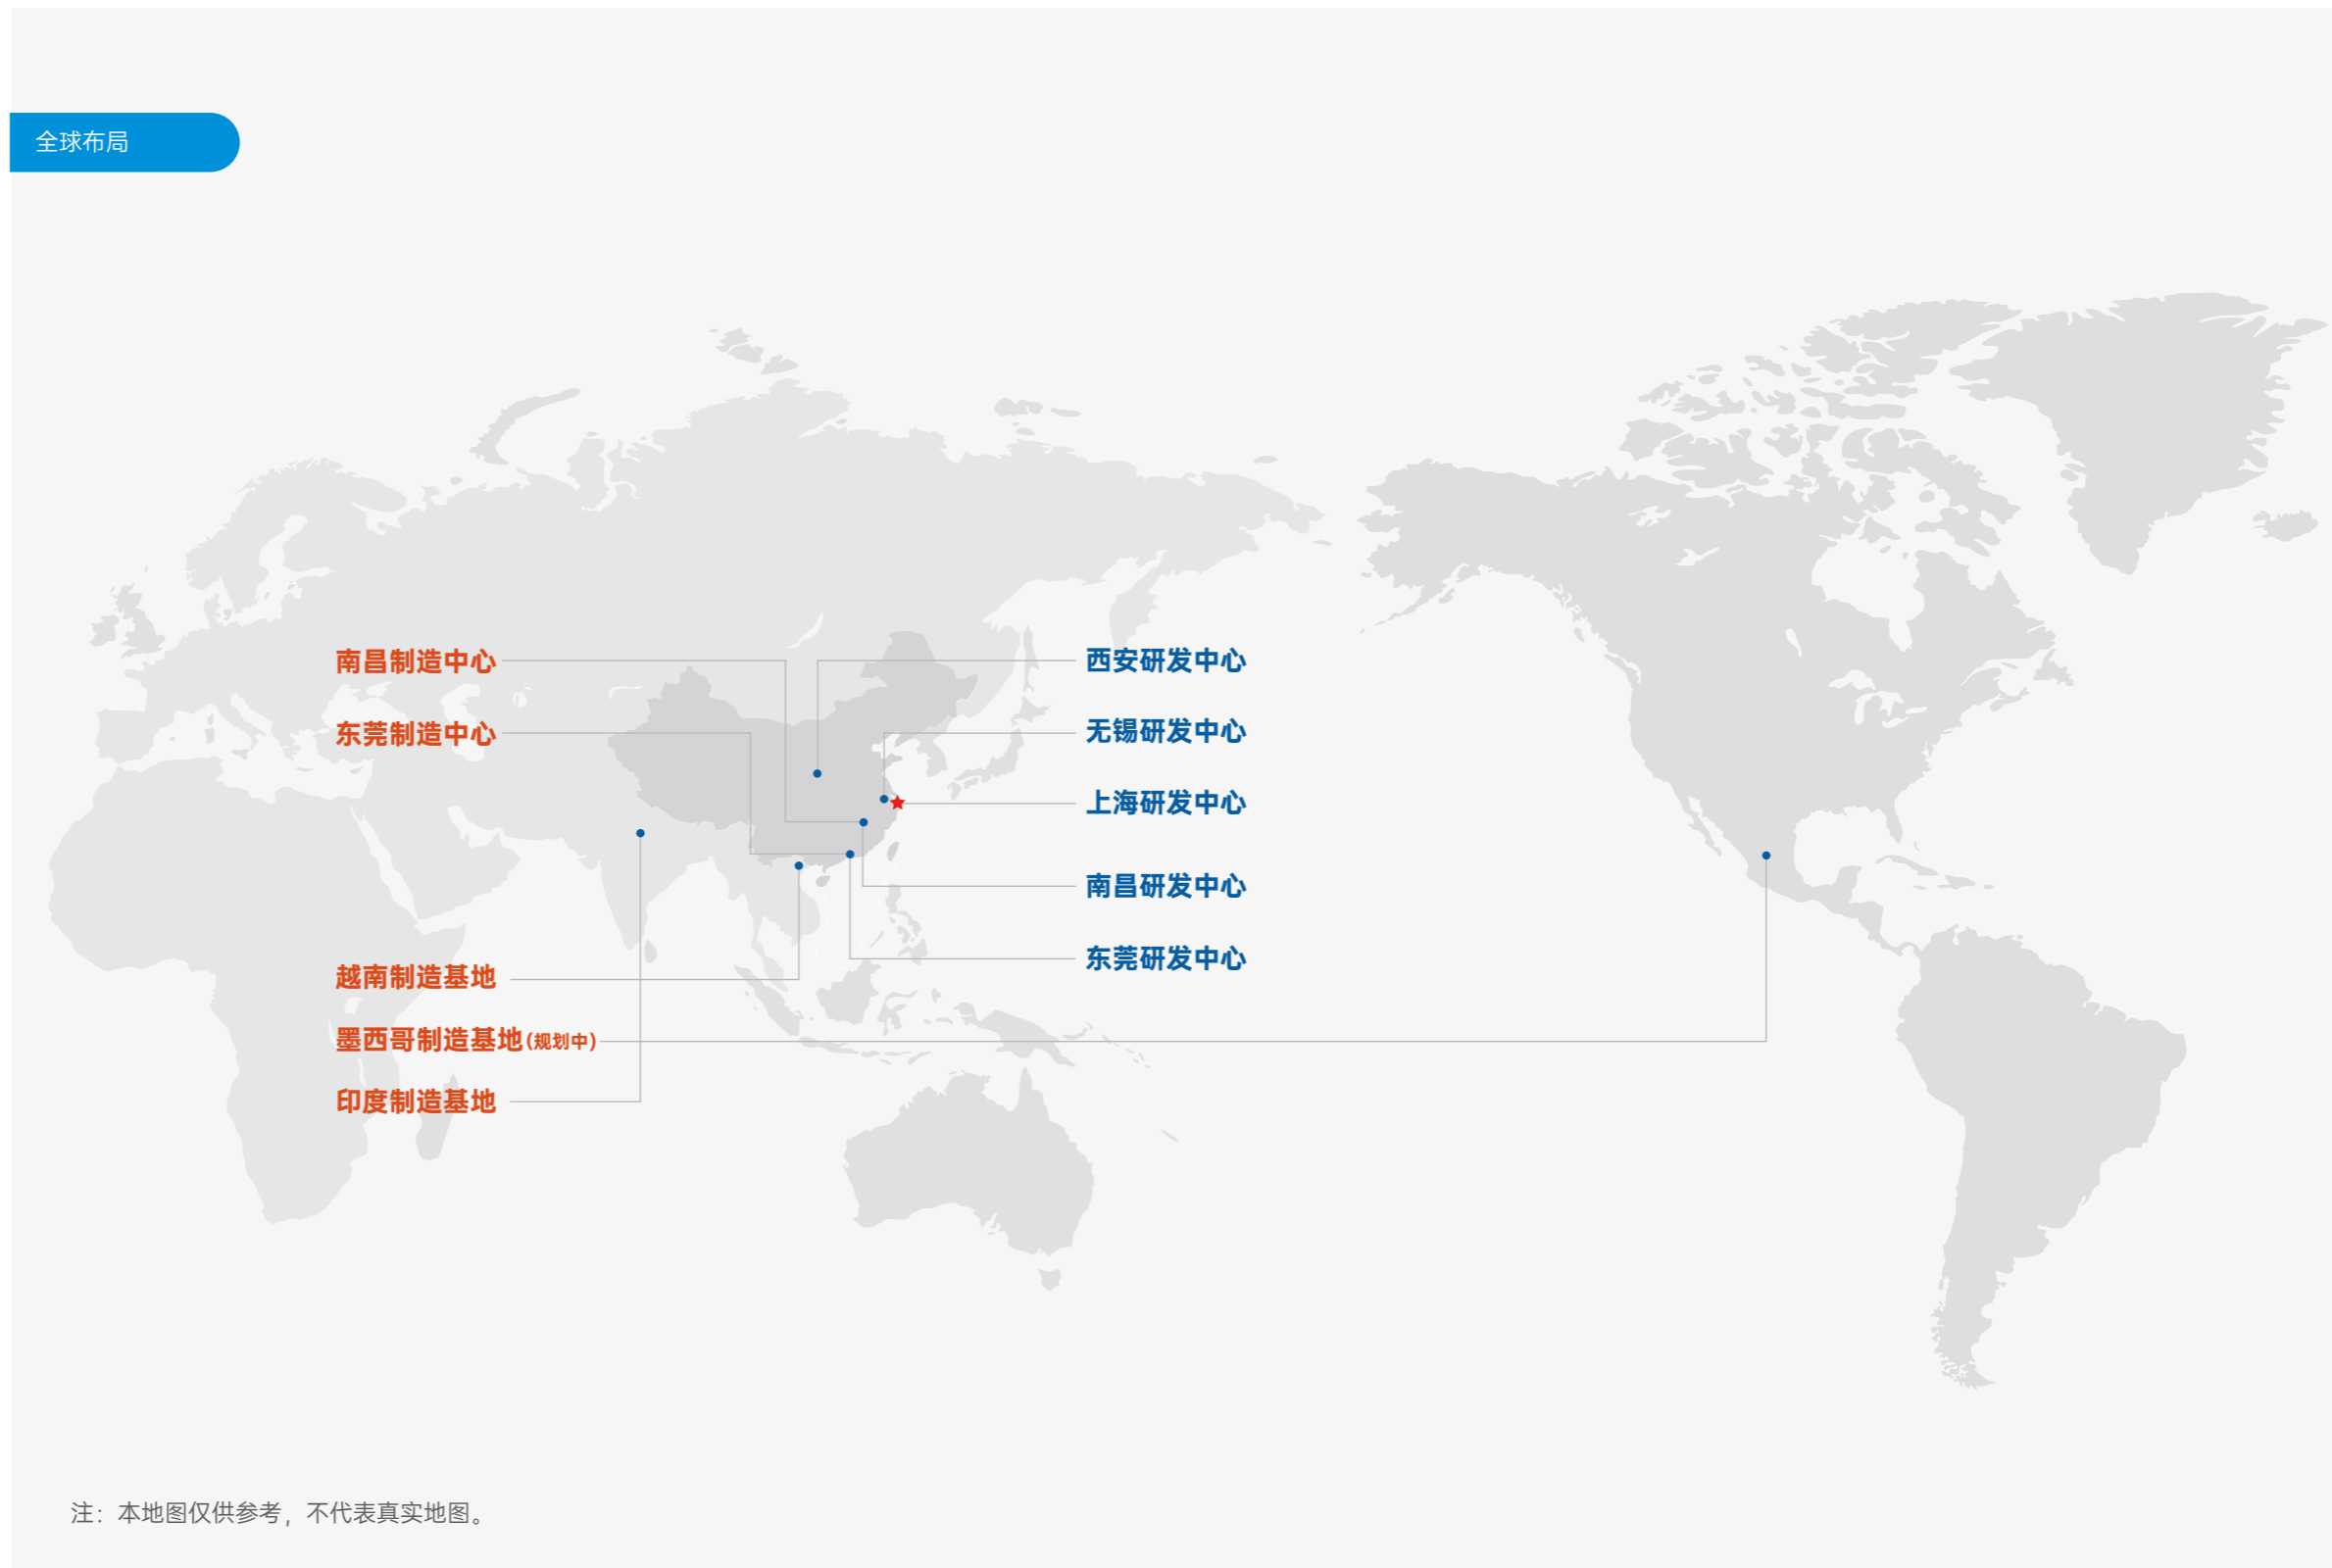 全球布局
南昌制造中心
东莞制造中心
越南制造基地
墨西哥制造基地(规划中)
印度制造基地
西安研发中心
无锡研发中心
上海研发中心
南昌研发中心
东莞研发中心
注：本地图仅供参考，不代表真实地图。